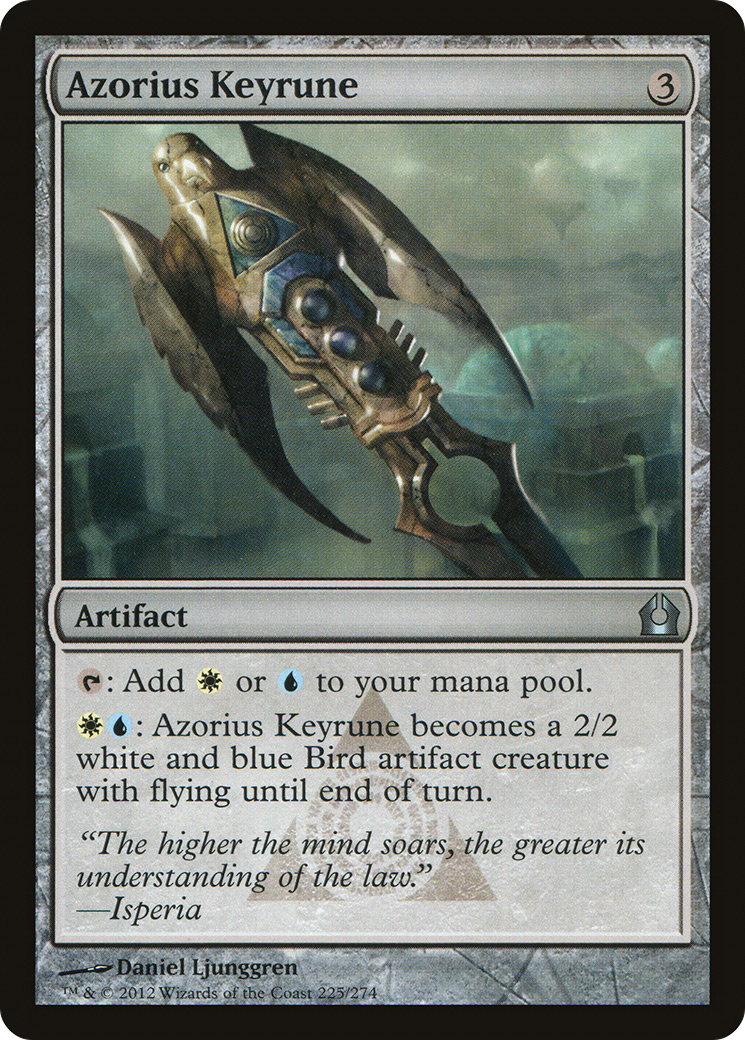 Azorius Keyrune 3
Artifact
: Add or to your mana pool.
: Azorius Keyrune becomes a 2/2
white and blue Bird artifact creature
with flying until end of turn.
“The higher the mind soars, the greater its
understanding of the law.”
—Isperia
Daniel Ljunggren
™ & © 2012 Wizards of the Coast 225/274